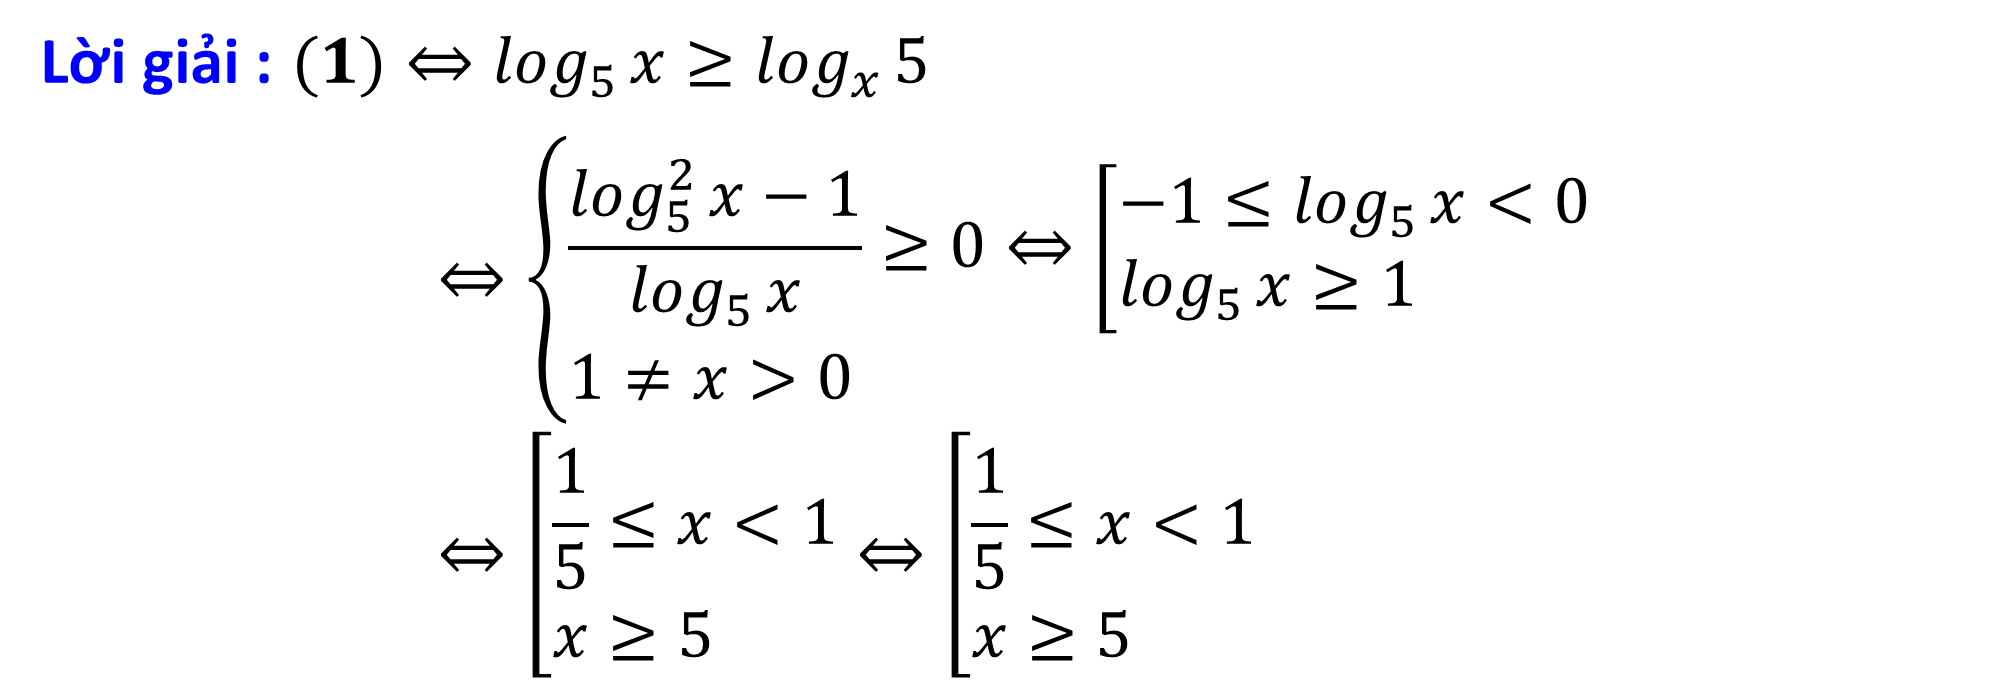 Lời giải : (1) ⇔ log₅ x ≥ logₓ 5
⇔ { (log₅² x − 1)/(log₅ x) ≥ 0 ⇔ [ −1 ≤ log₅ x < 0
log₅ x ≥ 1
1 ≠ x > 0
⇔ [ 1/5 ≤ x < 1 ⇔ [ 1/5 ≤ x < 1
x ≥ 5 x ≥ 5